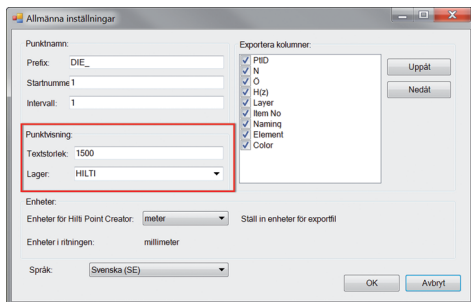 Allmänna inställningar
Punktnamn:
Prefix: DIE_
Startnumme 1
Intervall: 1
Punktvisning:
Textstorlek: 1500
Lager: HILTI
Exportera kolumner:
PtID
N
Ö
H(z)
Layer
Item No
Naming
Element
Color
Uppåt
Nedåt
Enheter:
Enheter för Hilti Point Creator: meter
Ställ in enheter för exportfil
Enheter i ritningen: millimeter
Språk: Svenska (SE)
OK
Avbryt